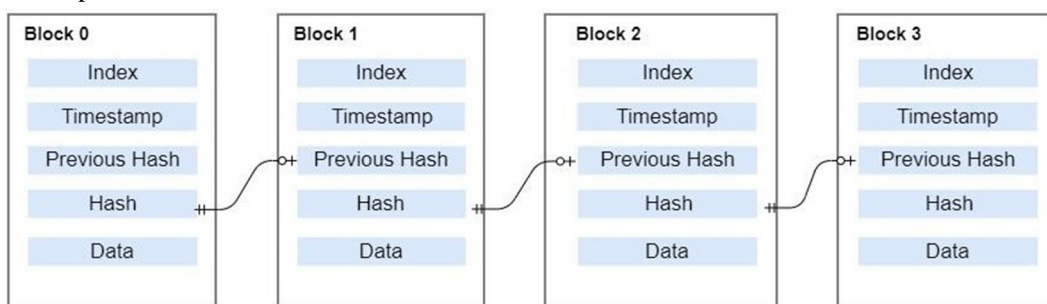 Block 0
Index
Timestamp
Previous Hash
Hash
Data
Block 1
Index
Timestamp
Previous Hash
Hash
Data
Block 2
Index
Timestamp
Previous Hash
Hash
Data
Block 3
Index
Timestamp
Previous Hash
Hash
Data